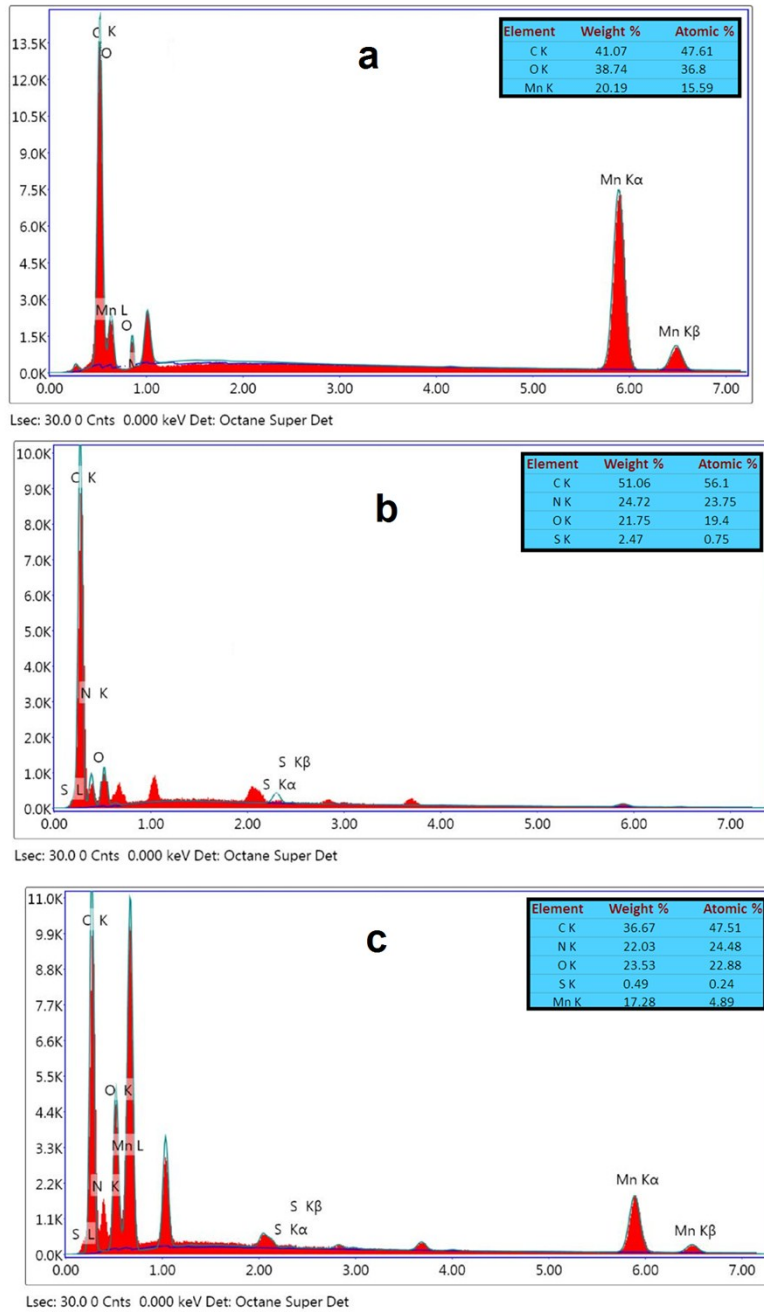 a
Element Weight % Atomic %
C K 41.07 47.61
O K 38.74 36.8
Mn K 20.19 15.59
13.5K
12.0K
10.5K
9.0K
7.5K
6.0K
4.5K
3.0K
1.5K
0.0K
C K
O
Mn L
O
Mn Kα
Mn Kβ
0.00 1.00 2.00 3.00 4.00 5.00 6.00 7.00
Lsec: 30.0 0 Cnts 0.000 keV Det: Octane Super Det
b
Element Weight % Atomic %
C K 51.06 56.1
N K 24.72 23.75
O K 21.75 19.4
S K 2.47 0.75
10.0K
9.0K
8.0K
7.0K
6.0K
5.0K
4.0K
3.0K
2.0K
1.0K
0.0K
C K
N K
O
S L
S Kβ
S Kα
0.00 1.00 2.00 3.00 4.00 5.00 6.00 7.00
Lsec: 30.0 0 Cnts 0.000 keV Det: Octane Super Det
c
Element Weight % Atomic %
C K 36.67 47.51
N K 22.03 24.48
O K 23.53 22.88
S K 0.49 0.24
Mn K 17.28 4.89
11.0K
9.9K
8.8K
7.7K
6.6K
5.5K
4.4K
3.3K
2.2K
1.1K
0.0K
C K
O K
Mn L
N K
S L
S Kβ
S Kα
Mn Kα
Mn Kβ
0.00 1.00 2.00 3.00 4.00 5.00 6.00 7.00
Lsec: 30.0 0 Cnts 0.000 keV Det: Octane Super Det